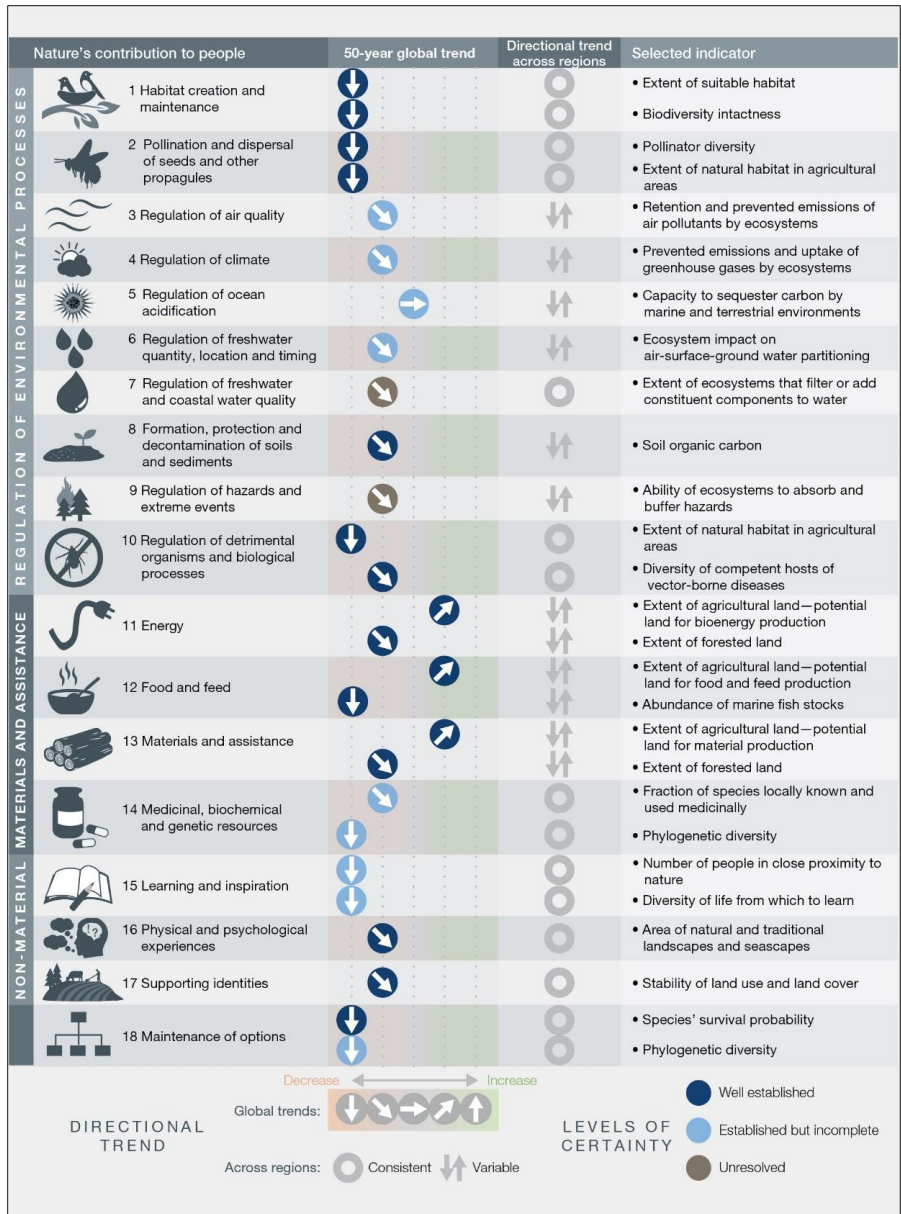 Nature's contribution to people
50-year global trend
Directional trend
across regions
Selected indicator
REGULATION OF ENVIRONMENTAL PROCESSES
1 Habitat creation and
maintenance
• Extent of suitable habitat
• Biodiversity intactness
2 Pollination and dispersal
of seeds and other
propagules
• Pollinator diversity
• Extent of natural habitat in agricultural
areas
3 Regulation of air quality
• Retention and prevented emissions of
air pollutants by ecosystems
4 Regulation of climate
• Prevented emissions and uptake of
greenhouse gases by ecosystems
5 Regulation of ocean
acidification
• Capacity to sequester carbon by
marine and terrestrial environments
6 Regulation of freshwater
quantity, location and timing
• Ecosystem impact on
air-surface-ground water partitioning
7 Regulation of freshwater
and coastal water quality
• Extent of ecosystems that filter or add
constituent components to water
8 Formation, protection and
decontamination of soils
and sediments
• Soil organic carbon
9 Regulation of hazards and
extreme events
• Ability of ecosystems to absorb and
buffer hazards
10 Regulation of detrimental
organisms and biological
processes
• Extent of natural habitat in agricultural
areas
• Diversity of competent hosts of
vector-borne diseases
MATERIALS AND ASSISTANCE
11 Energy
• Extent of agricultural land—potential
land for bioenergy production
• Extent of forested land
12 Food and feed
• Extent of agricultural land—potential
land for food and feed production
• Abundance of marine fish stocks
13 Materials and assistance
• Extent of agricultural land—potential
land for material production
• Extent of forested land
14 Medicinal, biochemical
and genetic resources
• Fraction of species locally known and
used medicinally
• Phylogenetic diversity
NON-MATERIAL
15 Learning and inspiration
• Number of people in close proximity to
nature
• Diversity of life from which to learn
16 Physical and psychological
experiences
• Area of natural and traditional
landscapes and seascapes
17 Supporting identities
• Stability of land use and land cover
18 Maintenance of options
• Species' survival probability
• Phylogenetic diversity
DIRECTIONAL
TREND
Decrease
Increase
Global trends:
Across regions:
Consistent
Variable
LEVELS OF
CERTAINTY
Well established
Established but incomplete
Unresolved